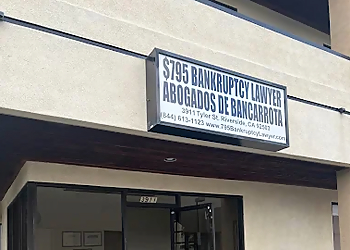 $795 BANKRUPTCY LAWYER
ABOGADOS DE BANCARROTA
3911 Tyler St. Riverside, CA 92503
(844) 613-1123 www.795BankruptcyLawyer.com
3911